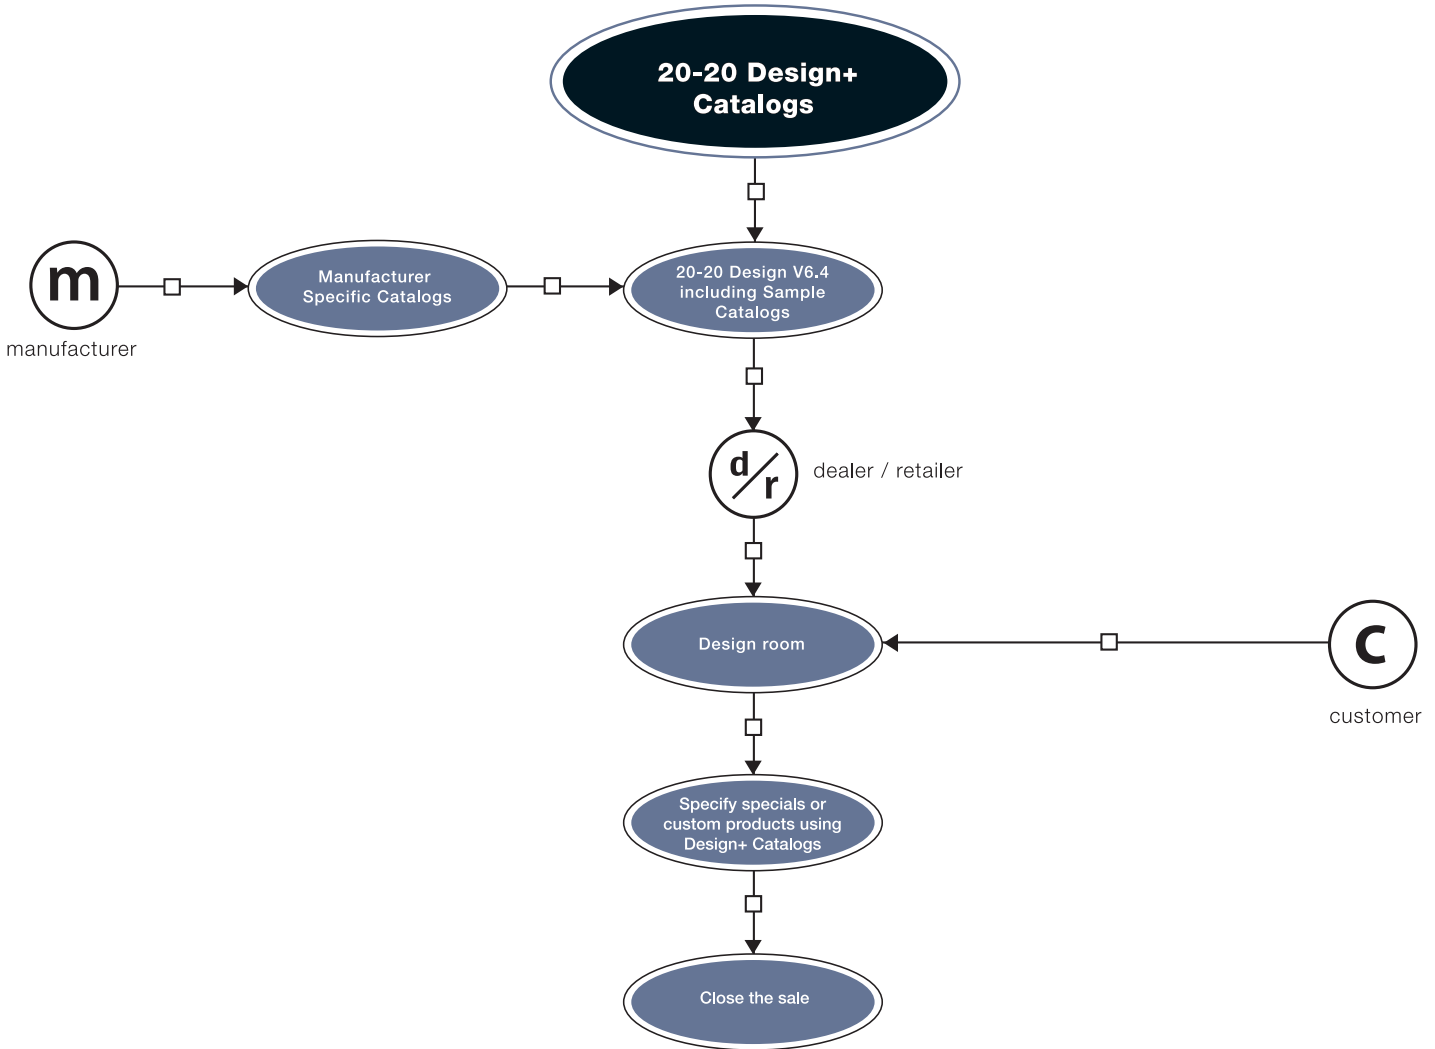 20-20 Design+
Catalogs
m
manufacturer
Manufacturer
Specific Catalogs
20-20 Design V6.4
including Sample
Catalogs
d/r
dealer / retailer
Design room
c
customer
Specify specials or
custom products using
Design+ Catalogs
Close the sale